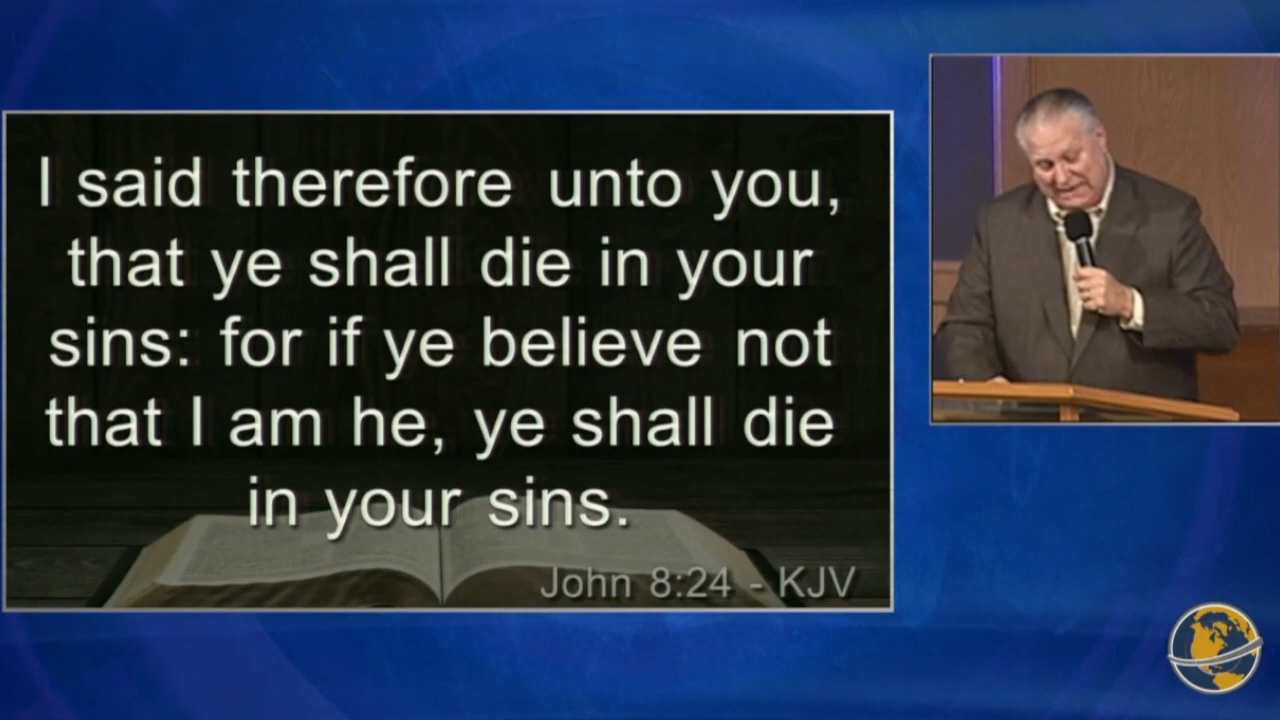 I said therefore unto you,
that ye shall die in your
sins: for if ye believe not
that I am he, ye shall die
in your sins.
John 8:24 - KJV